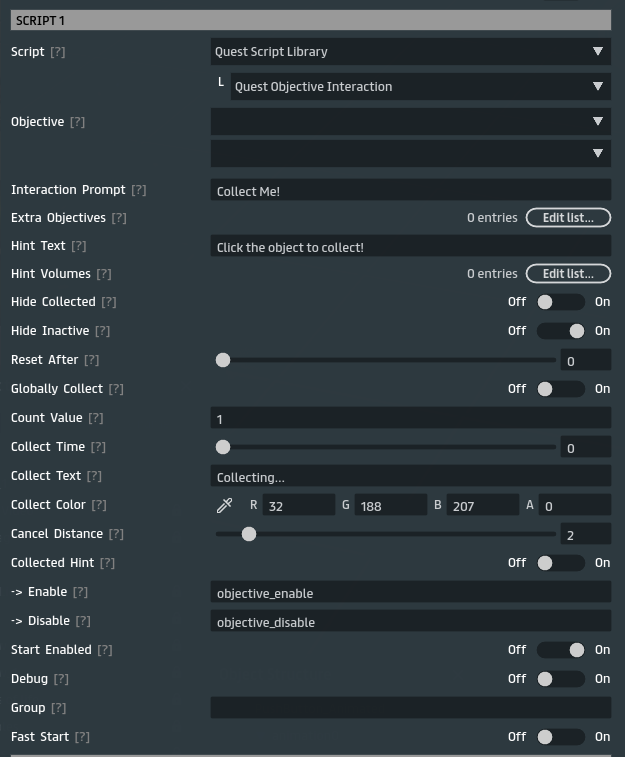 SCRIPT 1
Script [?] Quest Script Library
Quest Objective Interaction
Objective [?]
Interaction Prompt [?] Collect Me!
Extra Objectives [?] 0 entries Edit list...
Hint Text [?] Click the object to collect!
Hint Volumes [?] 0 entries Edit list...
Hide Collected [?] Off On
Hide Inactive [?] Off On
Reset After [?] 0
Globally Collect [?] Off On
Count Value [?] 1
Collect Time [?] 0
Collect Text [?] Collecting...
Collect Color [?] R 32 G 188 B 207 A 0
Cancel Distance [?] 2
Collected Hint [?] Off On
-> Enable [?] objective_enable
-> Disable [?] objective_disable
Start Enabled [?] Off On
Debug [?] Off On
Group [?]
Fast Start [?] Off On